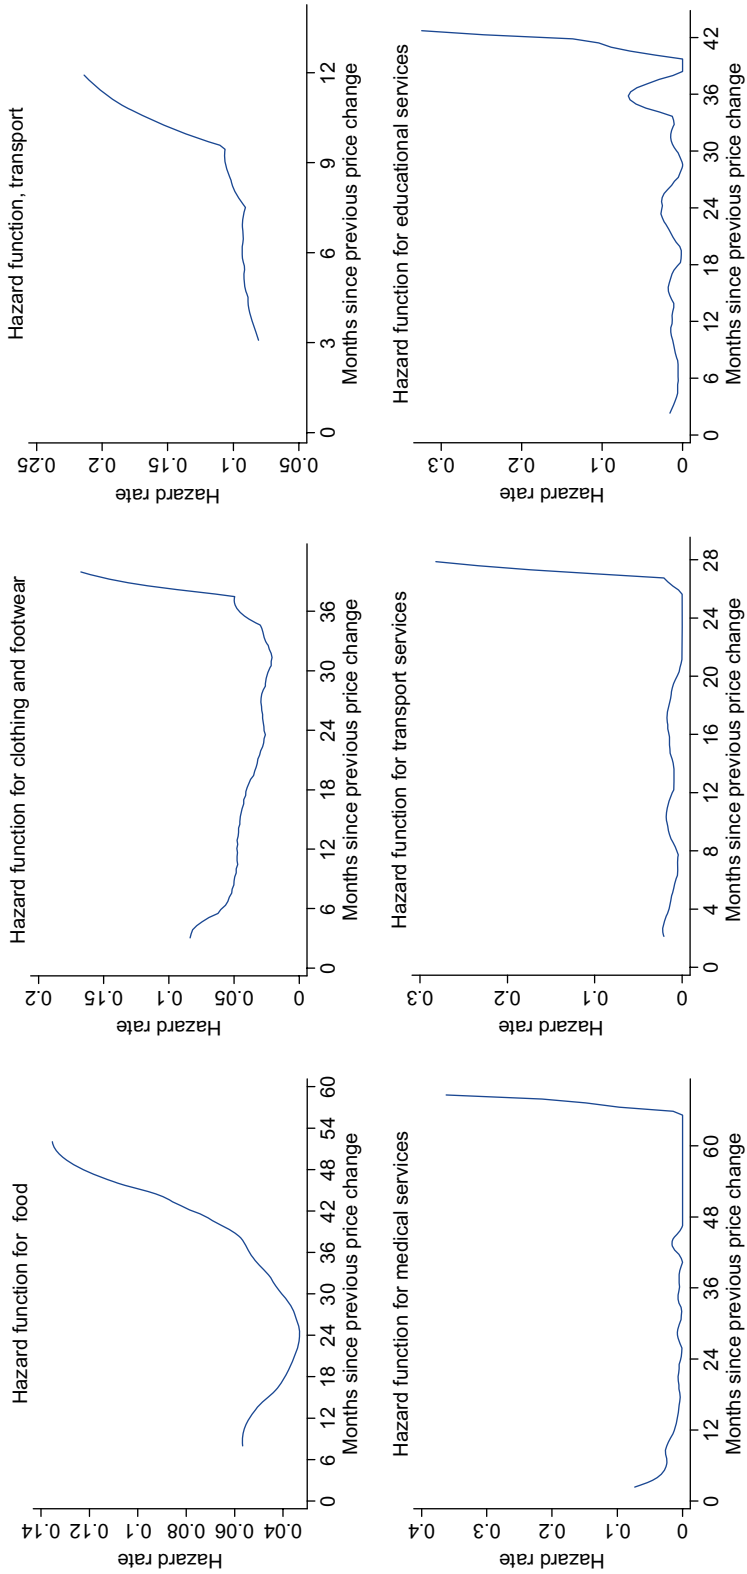 Hazard function for food
Hazard rate
0.14
0.12
0.1
0.08
0.06
0.04
0 6 12 18 24 30 36 42 48 54 60
Months since previous price change
Hazard function for clothing and footwear
Hazard rate
0.2
0.15
0.1
0.05
0
0 6 12 18 24 30 36
Months since previous price change
Hazard function, transport
Hazard rate
0.25
0.2
0.15
0.1
0.05
0 3 6 9 12
Months since previous price change
Hazard function for medical services
Hazard rate
0.4
0.3
0.2
0.1
0
0 12 24 36 48 60
Months since previous price change
Hazard function for transport services
Hazard rate
0.3
0.2
0.1
0
0 4 8 12 16 20 24 28
Months since previous price change
Hazard function for educational services
Hazard rate
0.3
0.2
0.1
0
0 6 12 18 24 30 36 42
Months since previous price change